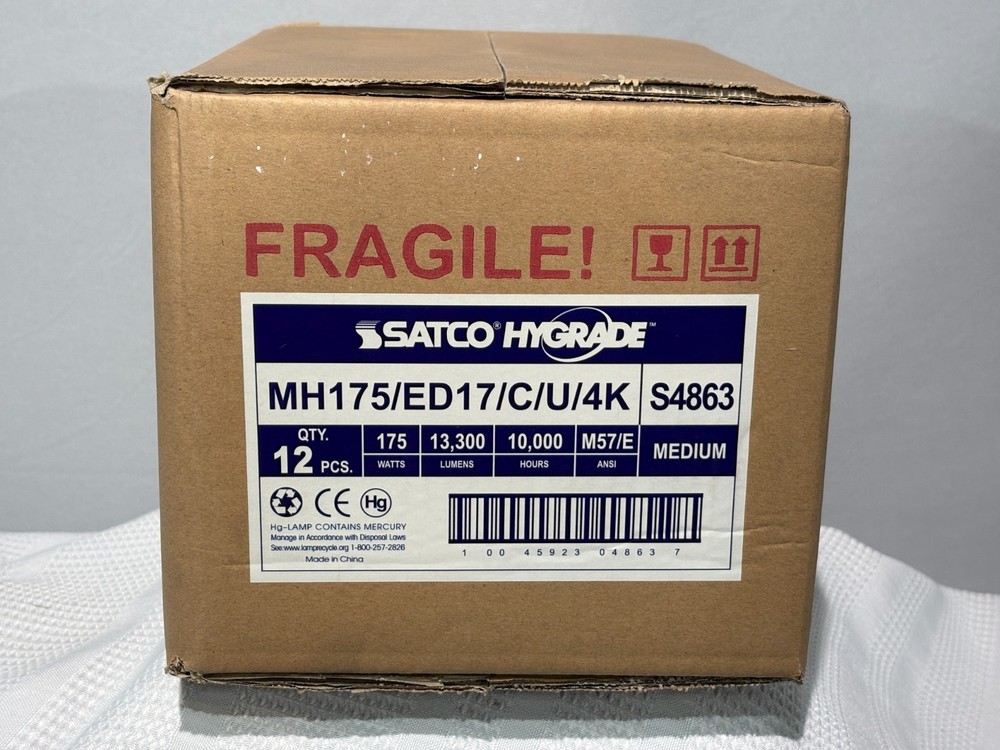 FRAGILE!
SATCO® HYGRADE™
MH175/ED17/C/U/4K S4863
QTY. 12 PCS.
175 WATTS
13,300 LUMENS
10,000 HOURS
M57/E ANSI
MEDIUM
CE Hg
Hg-LAMP CONTAINS MERCURY
Manage in Accordance with Disposal Laws
See:www.lamprecycle.org 1-800-257-2826
Made in China
1 00 45923 04863 7